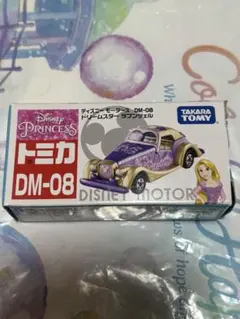 ディズニー モータース DM-08
ドリームスター ラプンツェル
TAKARA
TOMY
Disney
PRINCESS
トミカ
DM-08
DISNEY MOTOR